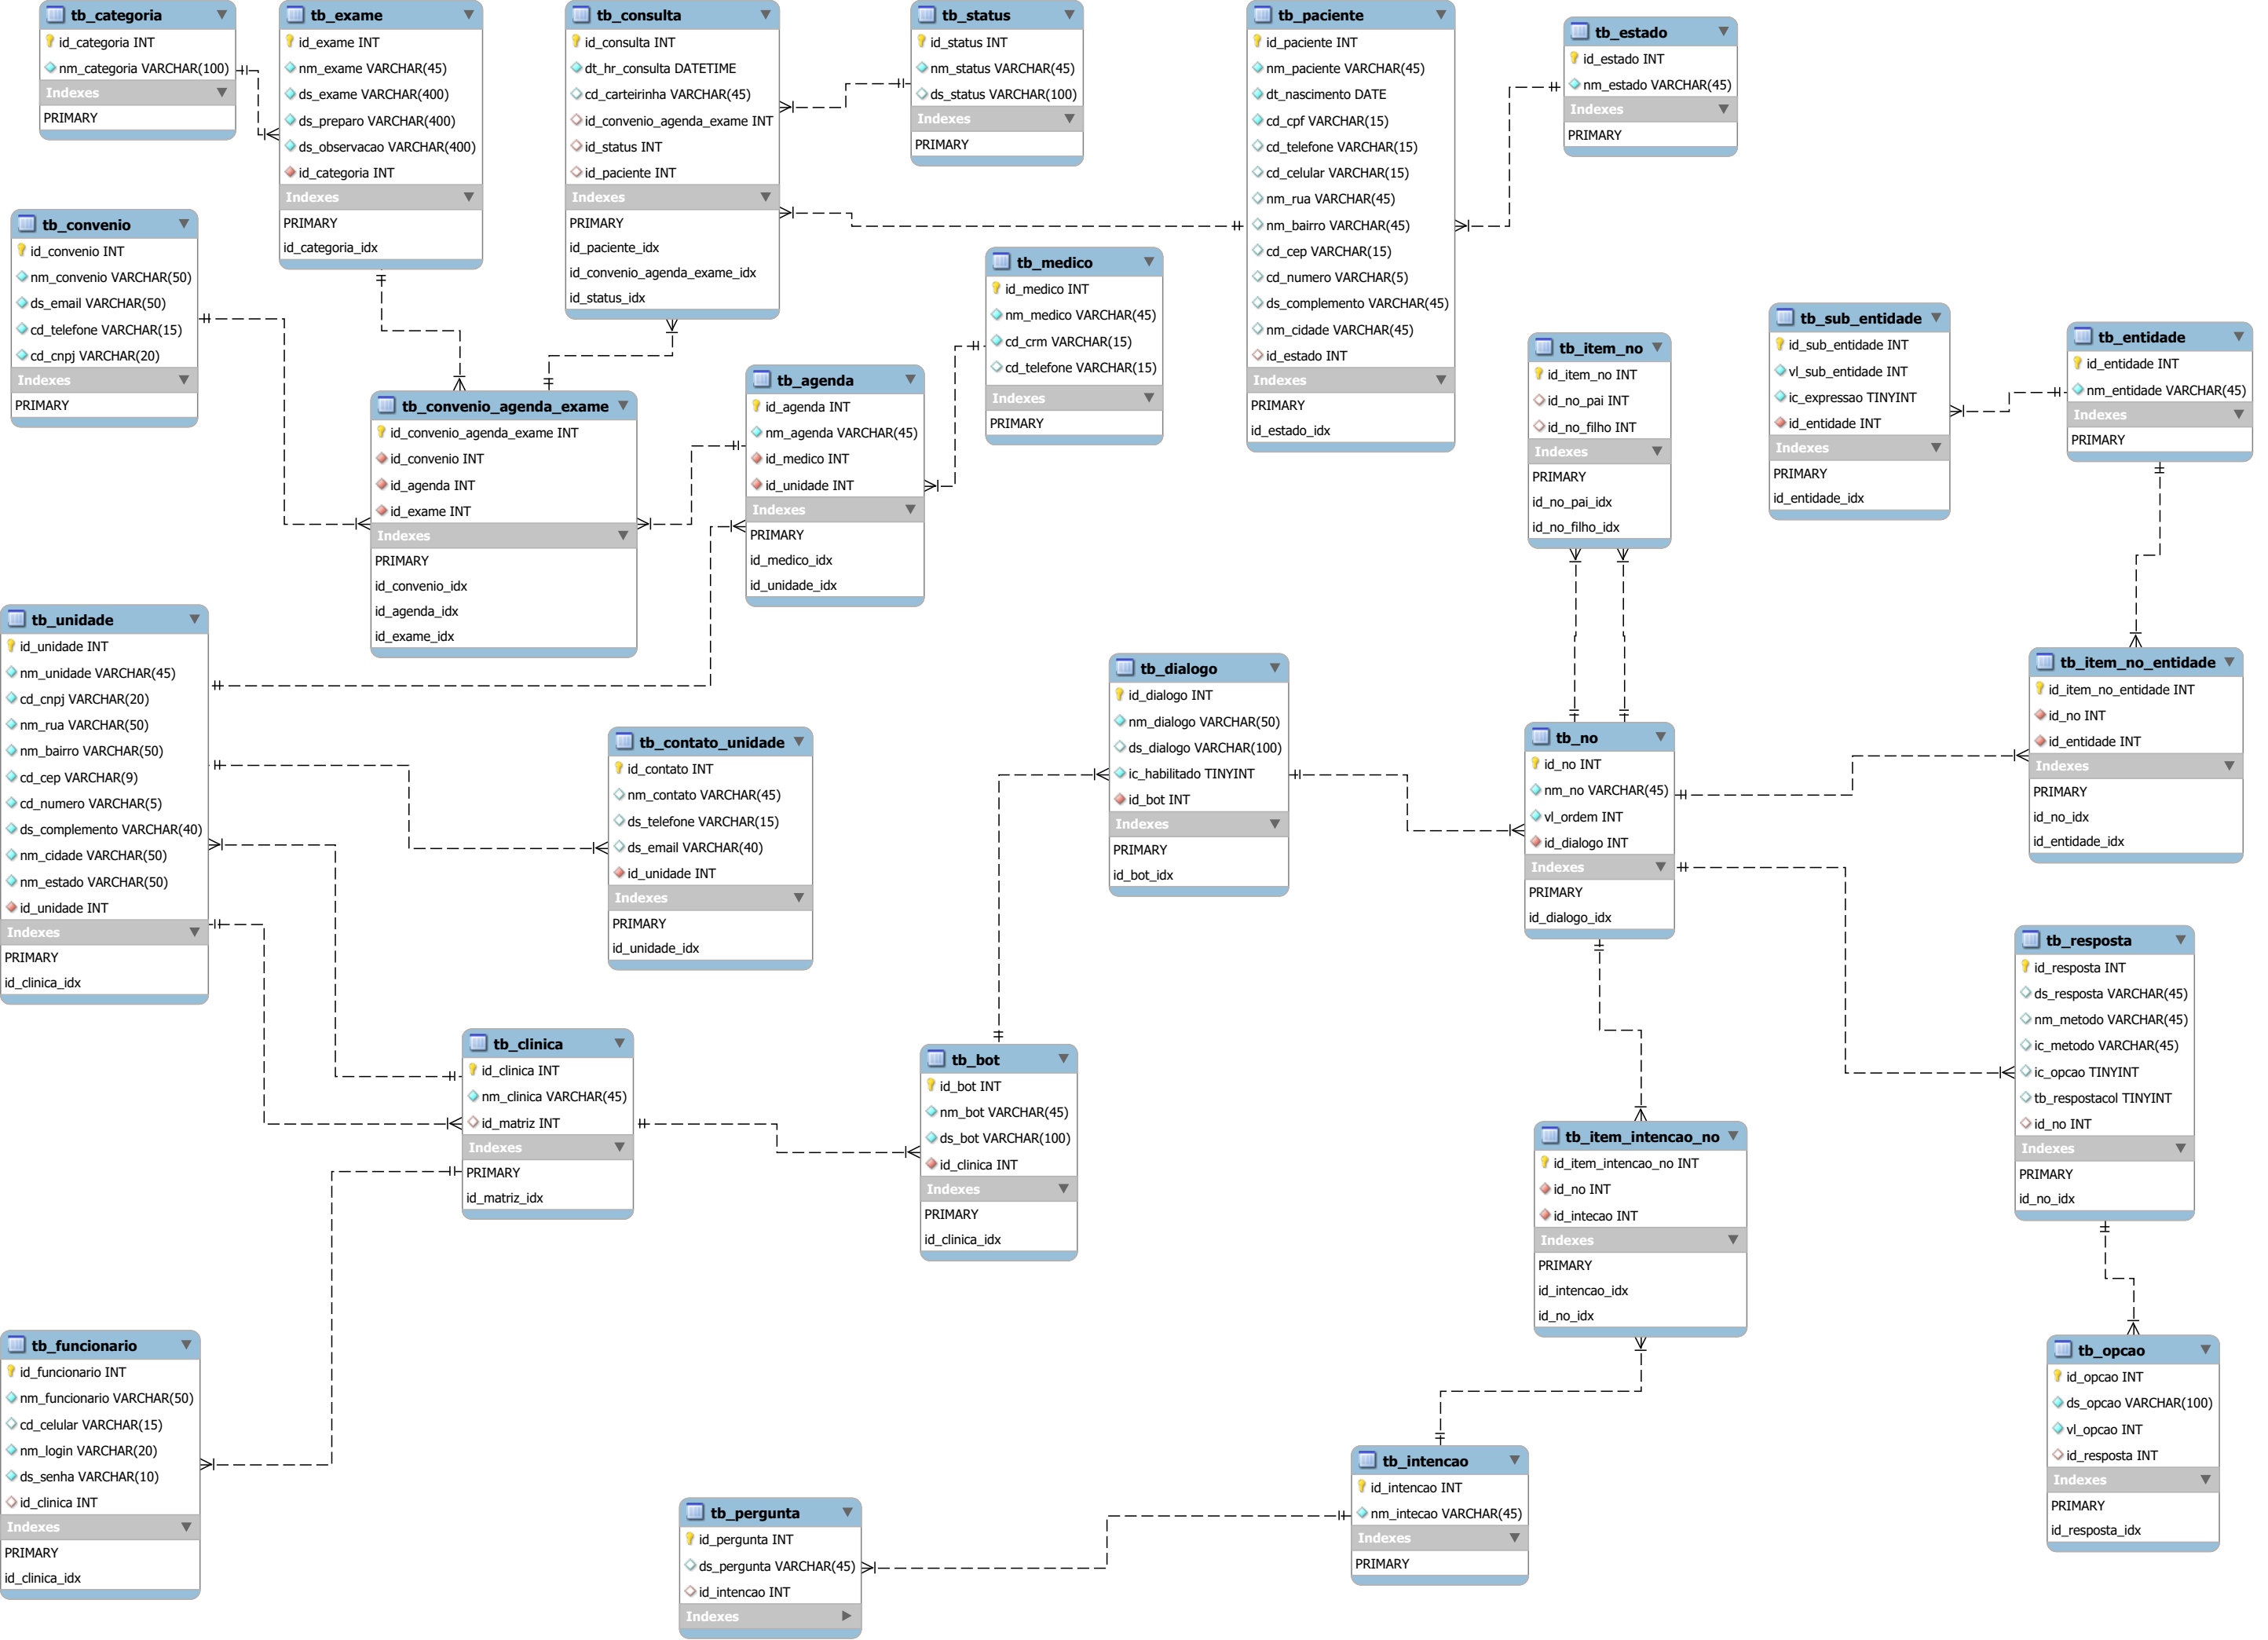 tb_categoria
id_categoria INT
nm_categoria VARCHAR(100)
Indexes
PRIMARY
tb_exame
id_exame INT
nm_exame VARCHAR(45)
ds_exame VARCHAR(400)
ds_preparo VARCHAR(400)
ds_observacao VARCHAR(400)
id_categoria INT
Indexes
PRIMARY
id_categoria_idx
tb_consulta
id_consulta INT
dt_hr_consulta DATETIME
cd_carteirinha VARCHAR(45)
id_convenio_agenda_exame INT
id_status INT
id_paciente INT
Indexes
PRIMARY
id_paciente_idx
id_convenio_agenda_exame_idx
id_status_idx
tb_status
id_status INT
nm_status VARCHAR(45)
ds_status VARCHAR(100)
Indexes
PRIMARY
tb_paciente
id_paciente INT
nm_paciente VARCHAR(45)
dt_nascimento DATE
cd_cpf VARCHAR(15)
cd_telefone VARCHAR(15)
cd_celular VARCHAR(15)
nm_rua VARCHAR(45)
nm_bairro VARCHAR(45)
cd_cep VARCHAR(15)
cd_numero VARCHAR(5)
ds_complemento VARCHAR(45)
nm_cidade VARCHAR(45)
id_estado INT
Indexes
PRIMARY
id_estado_idx
tb_estado
id_estado INT
nm_estado VARCHAR(45)
Indexes
PRIMARY
tb_convenio
id_convenio INT
nm_convenio VARCHAR(50)
ds_email VARCHAR(50)
cd_telefone VARCHAR(15)
cd_cnpj VARCHAR(20)
Indexes
PRIMARY
tb_medico
id_medico INT
nm_medico VARCHAR(45)
cd_crm VARCHAR(15)
cd_telefone VARCHAR(15)
Indexes
PRIMARY
tb_sub_entidade
id_sub_entidade INT
vl_sub_entidade INT
ic_expressao TINYINT
id_entidade INT
Indexes
PRIMARY
id_entidade_idx
tb_entidade
id_entidade INT
nm_entidade VARCHAR(45)
Indexes
PRIMARY
tb_item_no
id_item_no INT
id_no_pai INT
id_no_filho INT
Indexes
PRIMARY
id_no_pai_idx
id_no_filho_idx
tb_convenio_agenda_exame
id_convenio_agenda_exame INT
id_convenio INT
id_agenda INT
id_exame INT
Indexes
PRIMARY
id_convenio_idx
id_agenda_idx
id_exame_idx
tb_agenda
id_agenda INT
nm_agenda VARCHAR(45)
id_medico INT
id_unidade INT
Indexes
PRIMARY
id_medico_idx
id_unidade_idx
tb_unidade
id_unidade INT
nm_unidade VARCHAR(45)
cd_cnpj VARCHAR(20)
nm_rua VARCHAR(50)
nm_bairro VARCHAR(50)
cd_cep VARCHAR(9)
cd_numero VARCHAR(5)
ds_complemento VARCHAR(40)
nm_cidade VARCHAR(50)
nm_estado VARCHAR(50)
id_unidade INT
Indexes
PRIMARY
id_clinica_idx
tb_contato_unidade
id_contato INT
nm_contato VARCHAR(45)
ds_telefone VARCHAR(15)
ds_email VARCHAR(40)
id_unidade INT
Indexes
PRIMARY
id_unidade_idx
tb_dialogo
id_dialogo INT
nm_dialogo VARCHAR(50)
ds_dialogo VARCHAR(100)
ic_habilitado TINYINT
id_bot INT
Indexes
PRIMARY
id_bot_idx
tb_no
id_no INT
nm_no VARCHAR(45)
vl_ordem INT
id_dialogo INT
Indexes
PRIMARY
id_dialogo_idx
tb_item_no_entidade
id_item_no_entidade INT
id_no INT
id_entidade INT
Indexes
PRIMARY
id_no_idx
id_entidade_idx
tb_resposta
id_resposta INT
ds_resposta VARCHAR(45)
nm_metodo VARCHAR(45)
ic_metodo VARCHAR(45)
ic_opcao TINYINT
tb_respostacol TINYINT
id_no INT
Indexes
PRIMARY
id_no_idx
tb_clinica
id_clinica INT
nm_clinica VARCHAR(45)
id_matriz INT
Indexes
PRIMARY
id_matriz_idx
tb_bot
id_bot INT
nm_bot VARCHAR(45)
ds_bot VARCHAR(100)
id_clinica INT
Indexes
PRIMARY
id_clinica_idx
tb_item_intencao_no
id_item_intencao_no INT
id_no INT
id_intecao INT
Indexes
PRIMARY
id_intencao_idx
id_no_idx
tb_funcionario
id_funcionario INT
nm_funcionario VARCHAR(50)
cd_celular VARCHAR(15)
nm_login VARCHAR(20)
ds_senha VARCHAR(10)
id_clinica INT
Indexes
PRIMARY
id_clinica_idx
tb_opcao
id_opcao INT
ds_opcao VARCHAR(100)
vl_opcao INT
id_resposta INT
Indexes
PRIMARY
id_resposta_idx
tb_intencao
id_intencao INT
nm_intecao VARCHAR(45)
Indexes
PRIMARY
tb_pergunta
id_pergunta INT
ds_pergunta VARCHAR(45)
id_intencao INT
Indexes